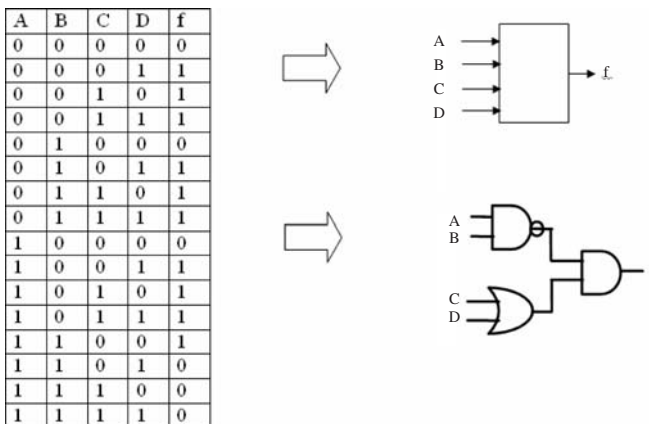 A B C D f
0 0 0 0 0
0 0 0 1 1
0 0 1 0 1
0 0 1 1 1
0 1 0 0 0
0 1 0 1 1
0 1 1 0 1
0 1 1 1 1
1 0 0 0 0
1 0 0 1 1
1 0 1 0 1
1 0 1 1 1
1 1 0 0 1
1 1 0 1 0
1 1 1 0 0
1 1 1 1 0
A
B
C
D
f
A
B
C
D